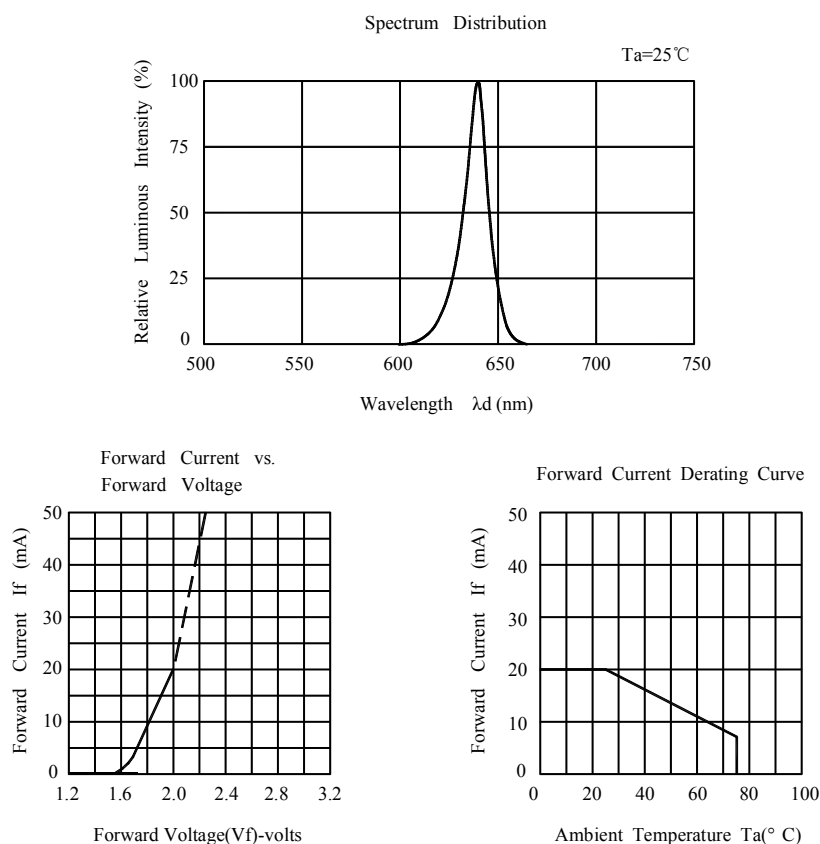 Spectrum Distribution
Ta=25℃
Relative Luminous Intensity (%)
100
75
50
25
0
500 550 600 650 700 750
Wavelength λd (nm)
Forward Current vs.
Forward Voltage
Forward Current If (mA)
50
40
30
20
10
0
1.2 1.6 2.0 2.4 2.8 3.2
Forward Voltage(Vf)-volts
Forward Current Derating Curve
Forward Current If (mA)
50
40
30
20
10
0
0 20 40 60 80 100
Ambient Temperature Ta(° C)